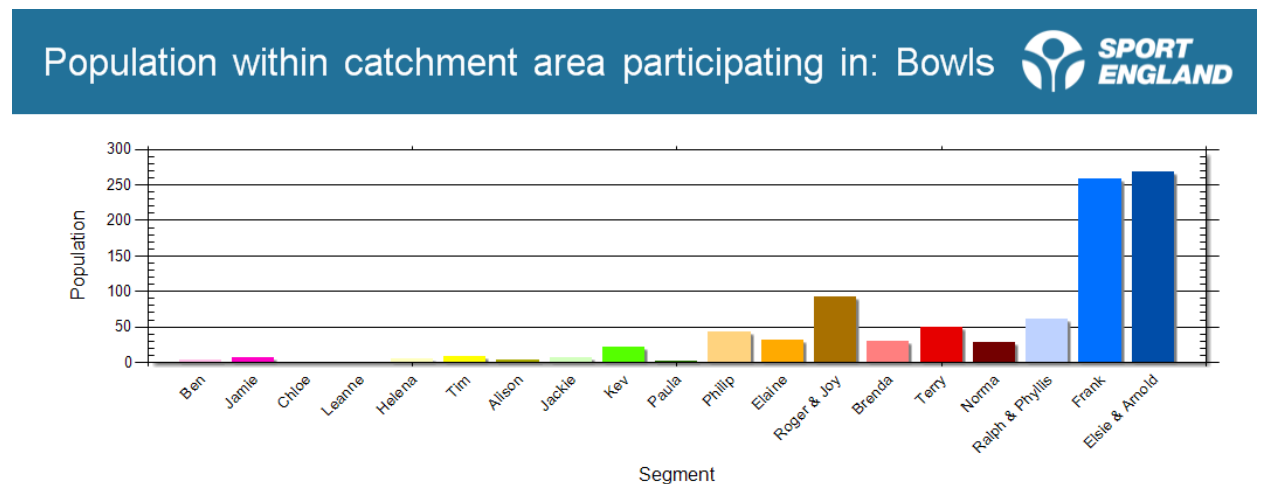 Population within catchment area participating in: Bowls
SPORT
ENGLAND
300
250
200
150
100
50
0
Population
Ben
Jamie
Chloe
Leanne
Helena
Tim
Alison
Jackie
Kev
Paula
Philip
Elaine
Roger & Joy
Brenda
Terry
Norma
Ralph & Phyllis
Frank
Elsie & Arnold
Segment